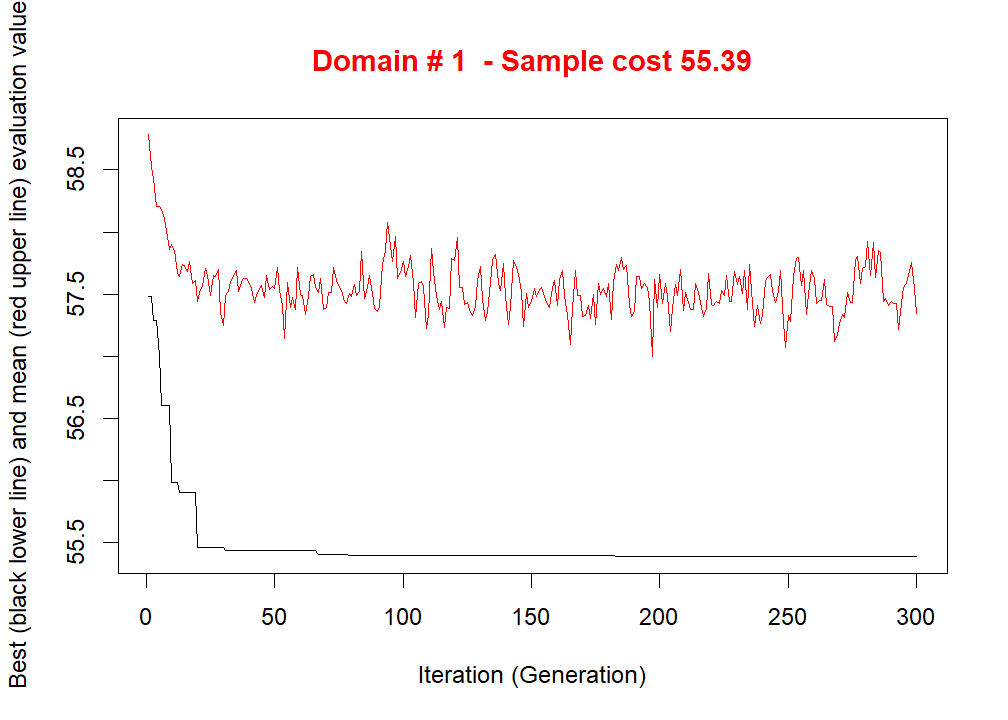 Domain # 1  - Sample cost 55.39
Best (black lower line) and mean (red upper line) evaluation value
58.5
57.5
56.5
55.5
0 50 100 150 200 250 300
Iteration (Generation)